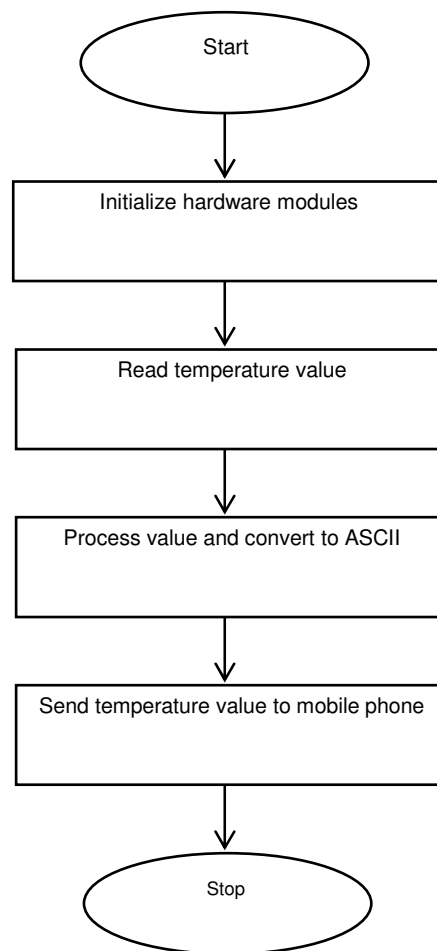 Start
Initialize hardware modules
Read temperature value
Process value and convert to ASCII
Send temperature value to mobile phone
Stop